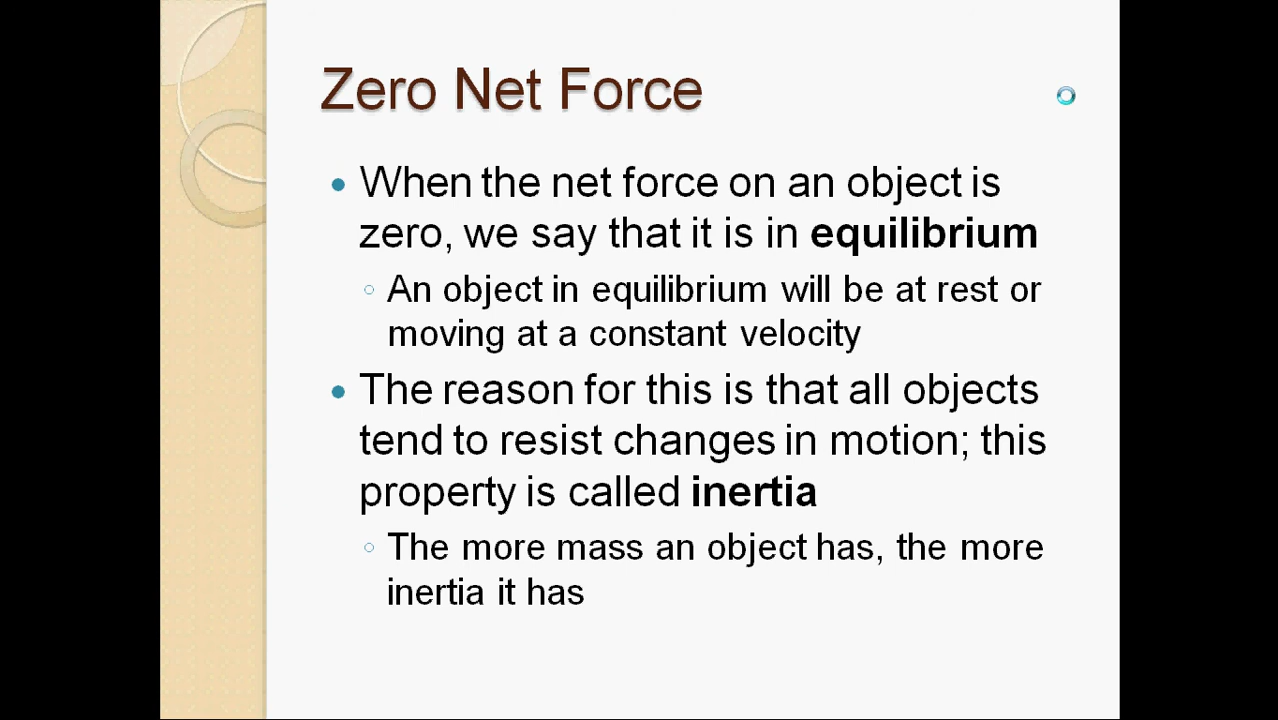 Zero Net Force
When the net force on an object is
zero, we say that it is in equilibrium
An object in equilibrium will be at rest or
moving at a constant velocity
The reason for this is that all objects
tend to resist changes in motion; this
property is called inertia
The more mass an object has, the more
inertia it has